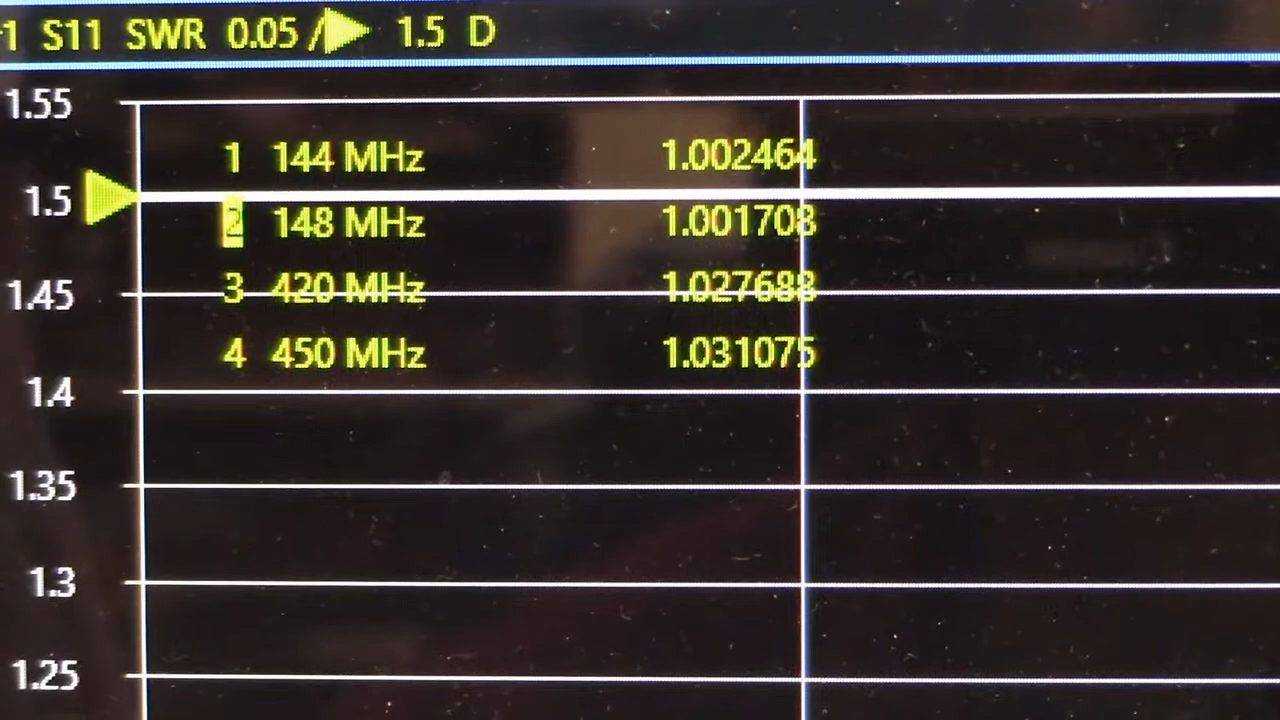 1 S11 SWR 0.05 / 1.5 D
1.55
1 144 MHz 1.002464
1.5
2 148 MHz 1.001708
1.45
3 420 MHz 1.027688
4 450 MHz 1.031075
1.4
1.35
1.3
1.25